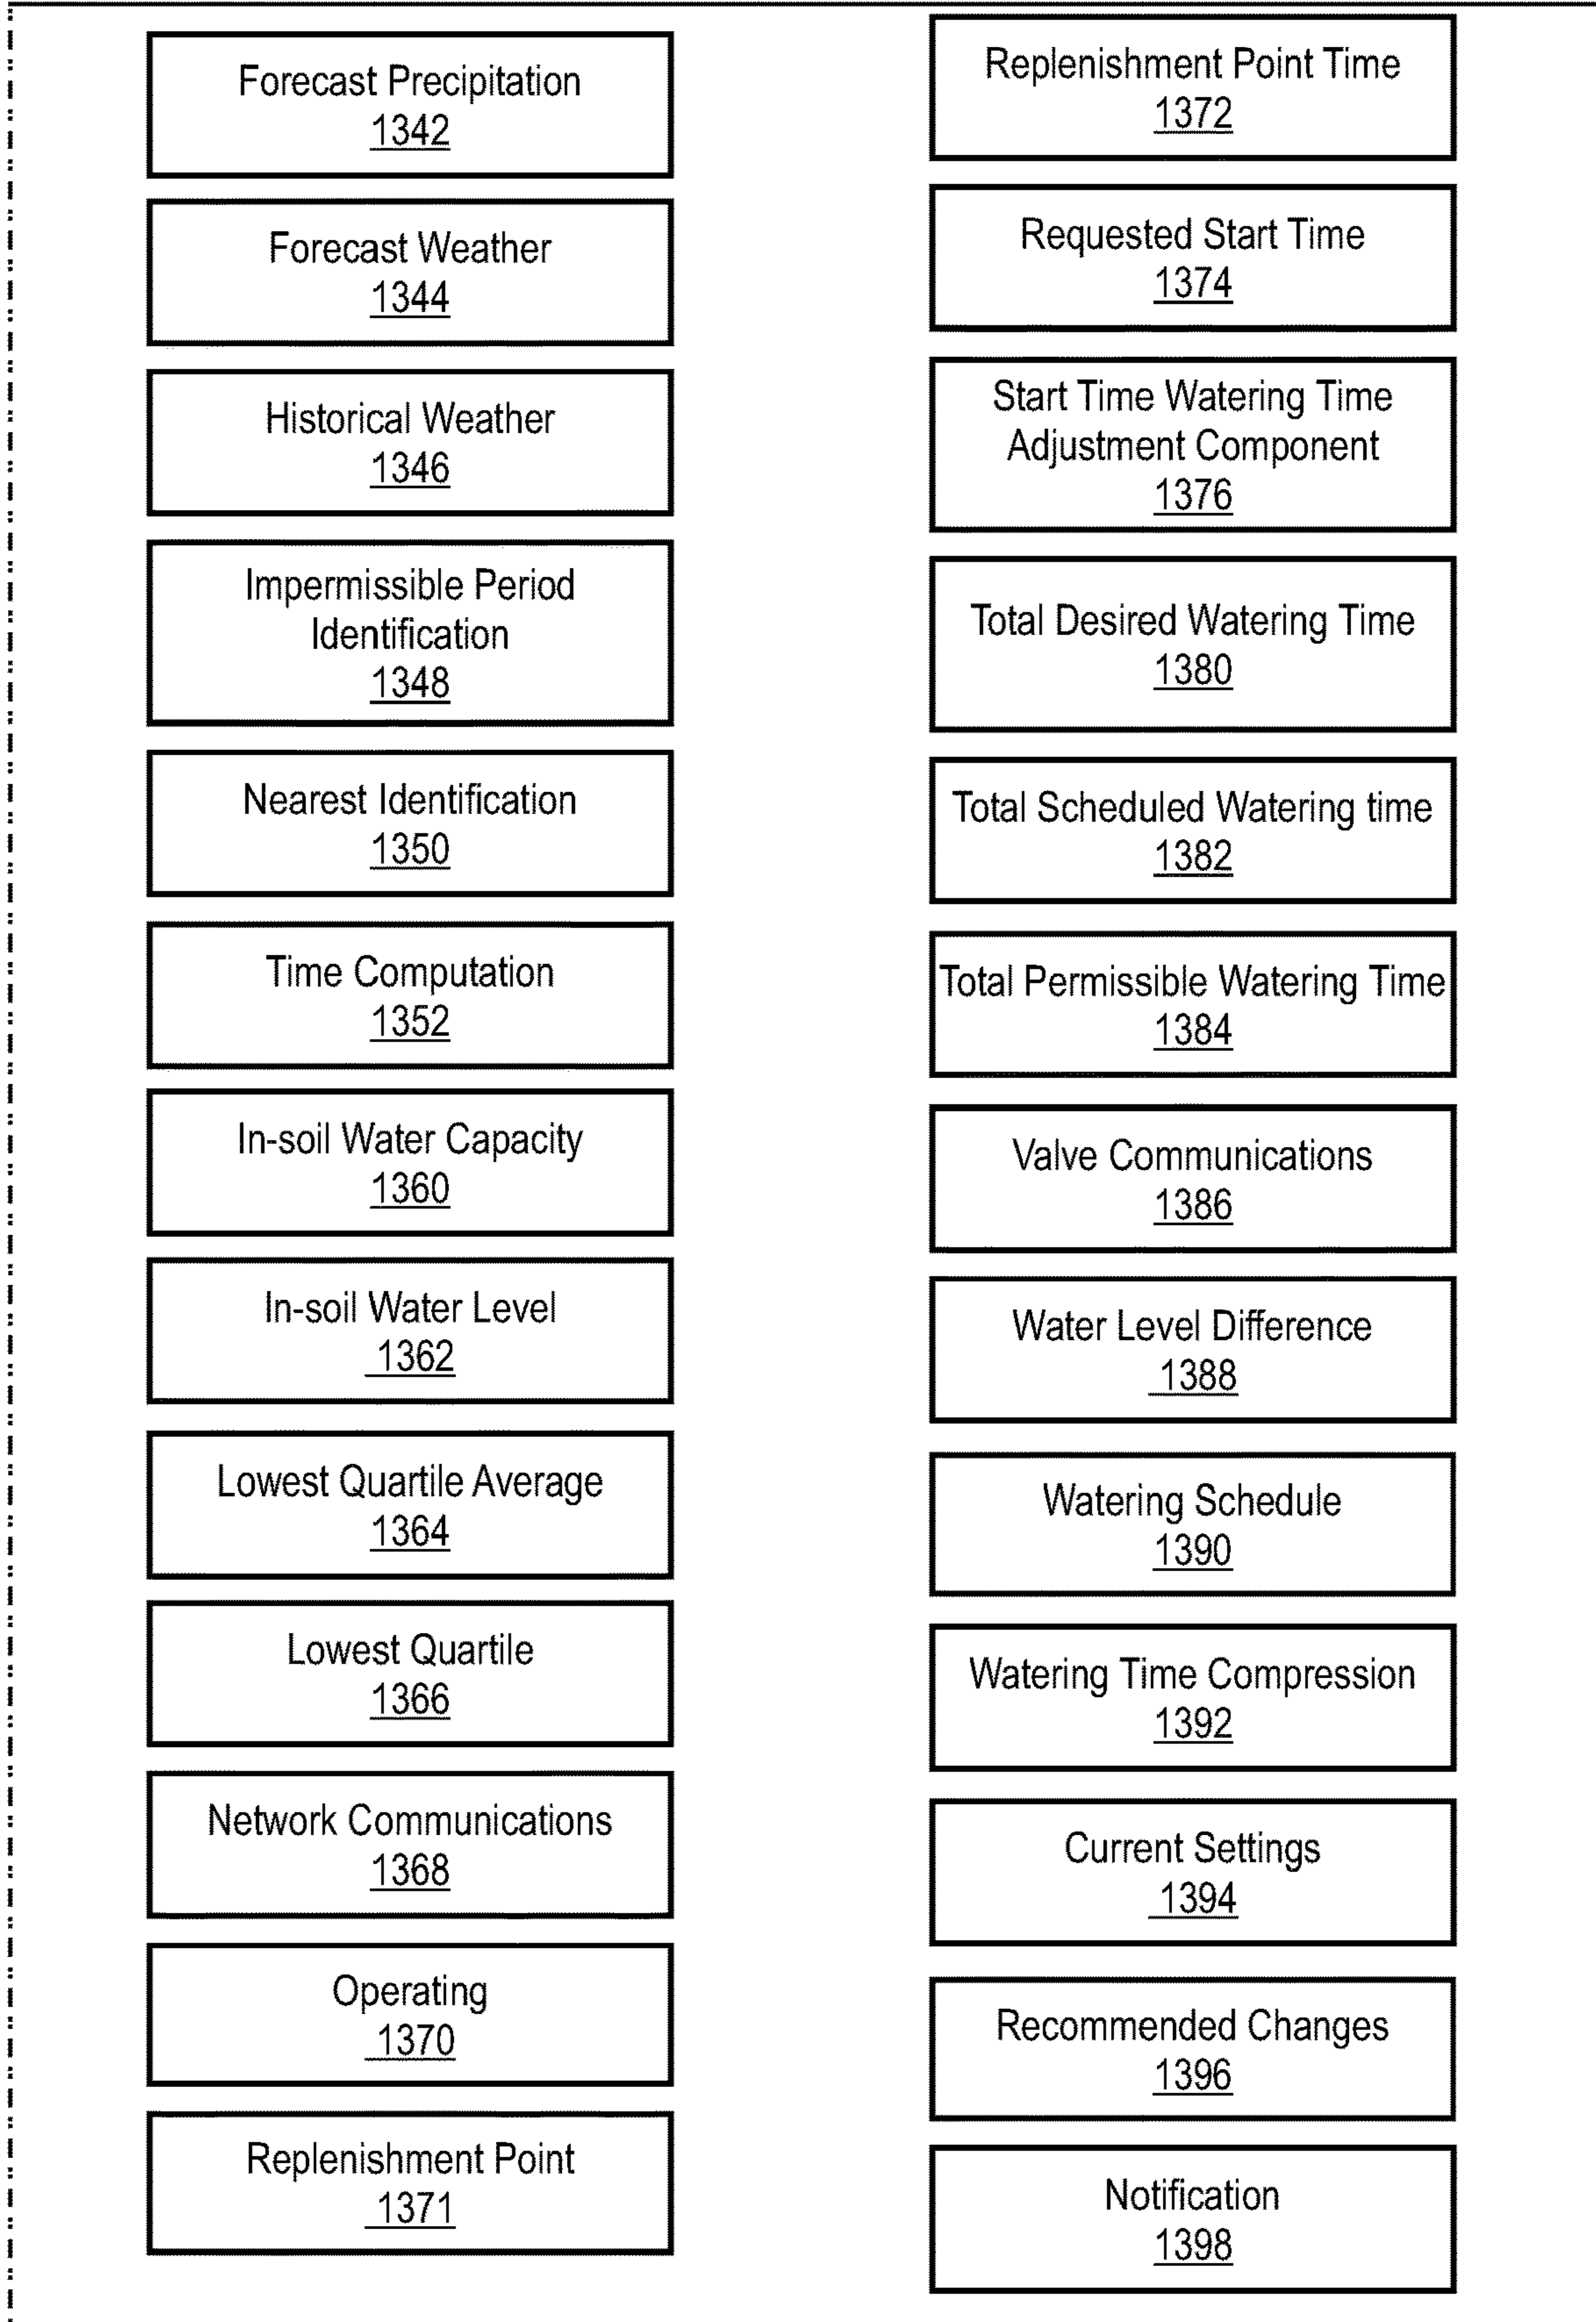 Forecast Precipitation
1342
Forecast Weather
1344
Historical Weather
1346
Impermissible Period
Identification
1348
Nearest Identification
1350
Time Computation
1352
In-soil Water Capacity
1360
In-soil Water Level
1362
Lowest Quartile Average
1364
Lowest Quartile
1366
Network Communications
1368
Operating
1370
Replenishment Point
1371
Replenishment Point Time
1372
Requested Start Time
1374
Start Time Watering Time
Adjustment Component
1376
Total Desired Watering Time
1380
Total Scheduled Watering time
1382
Total Permissible Watering Time
1384
Valve Communications
1386
Water Level Difference
1388
Watering Schedule
1390
Watering Time Compression
1392
Current Settings
1394
Recommended Changes
1396
Notification
1398